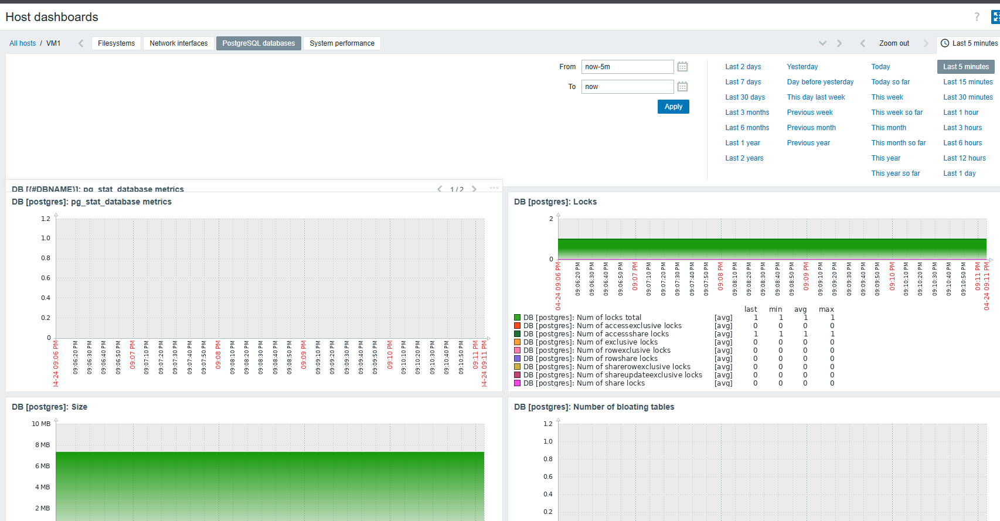 Host dashboards
?
All hosts / VM1 Filesystems Network interfaces PostgreSQL databases System performance Zoom out Last 5 minutes
From now-5m
To now
Apply
Last 2 days Yesterday Today Last 5 minutes
Last 7 days Day before yesterday Today so far Last 15 minutes
Last 30 days This day last week This week Last 30 minutes
Last 3 months Previous week This week so far Last 1 hour
Last 6 months Previous month This month Last 3 hours
Last 1 year Previous year This month so far Last 6 hours
Last 2 years This year Last 12 hours
This year so far Last 1 day
DB [{#DBNAME}]: pg_stat_database metrics 1 / 2
DB [postgres]: pg_stat_database metrics
1.2
1.0
0.8
0.6
0.4
0.2
0
04-24 09:06 PM
09:06:20 PM
09:06:30 PM
09:06:40 PM
09:06:50 PM
09:07 PM
09:07:10 PM
09:07:20 PM
09:07:30 PM
09:07:40 PM
09:07:50 PM
09:08 PM
09:08:10 PM
09:08:20 PM
09:08:30 PM
09:08:40 PM
09:08:50 PM
09:09 PM
09:09:10 PM
09:09:20 PM
09:09:30 PM
09:09:40 PM
09:09:50 PM
09:10 PM
09:10:10 PM
09:10:20 PM
09:10:30 PM
09:10:40 PM
09:10:50 PM
09:11 PM
04-24 09:11 PM
DB [postgres]: Locks
2
0
04-24 09:06 PM
09:06:20 PM
09:06:30 PM
09:06:40 PM
09:06:50 PM
09:07 PM
09:07:10 PM
09:07:20 PM
09:07:30 PM
09:07:40 PM
09:07:50 PM
09:08 PM
09:08:10 PM
09:08:20 PM
09:08:30 PM
09:08:40 PM
09:08:50 PM
09:09 PM
09:09:10 PM
09:09:20 PM
09:09:30 PM
09:09:40 PM
09:09:50 PM
09:10 PM
09:10:10 PM
09:10:20 PM
09:10:30 PM
09:10:40 PM
09:10:50 PM
09:11 PM
04-24 09:11 PM
last min avg max
DB [postgres]: Num of locks total [avg] 1 1 1 1
DB [postgres]: Num of accessexclusive locks [avg] 0 0 0 0
DB [postgres]: Num of accessshare locks [avg] 1 1 1 1
DB [postgres]: Num of exclusive locks [avg] 0 0 0 0
DB [postgres]: Num of rowexclusive locks [avg] 0 0 0 0
DB [postgres]: Num of rowshare locks [avg] 0 0 0 0
DB [postgres]: Num of sharerowexclusive locks [avg] 0 0 0 0
DB [postgres]: Num of shareupdateexclusive locks [avg] 0 0 0 0
DB [postgres]: Num of share locks [avg] 0 0 0 0
DB [postgres]: Size
10 MB
8 MB
6 MB
4 MB
2 MB
DB [postgres]: Number of bloating tables
1.2
1.0
0.8
0.6
0.4
0.2